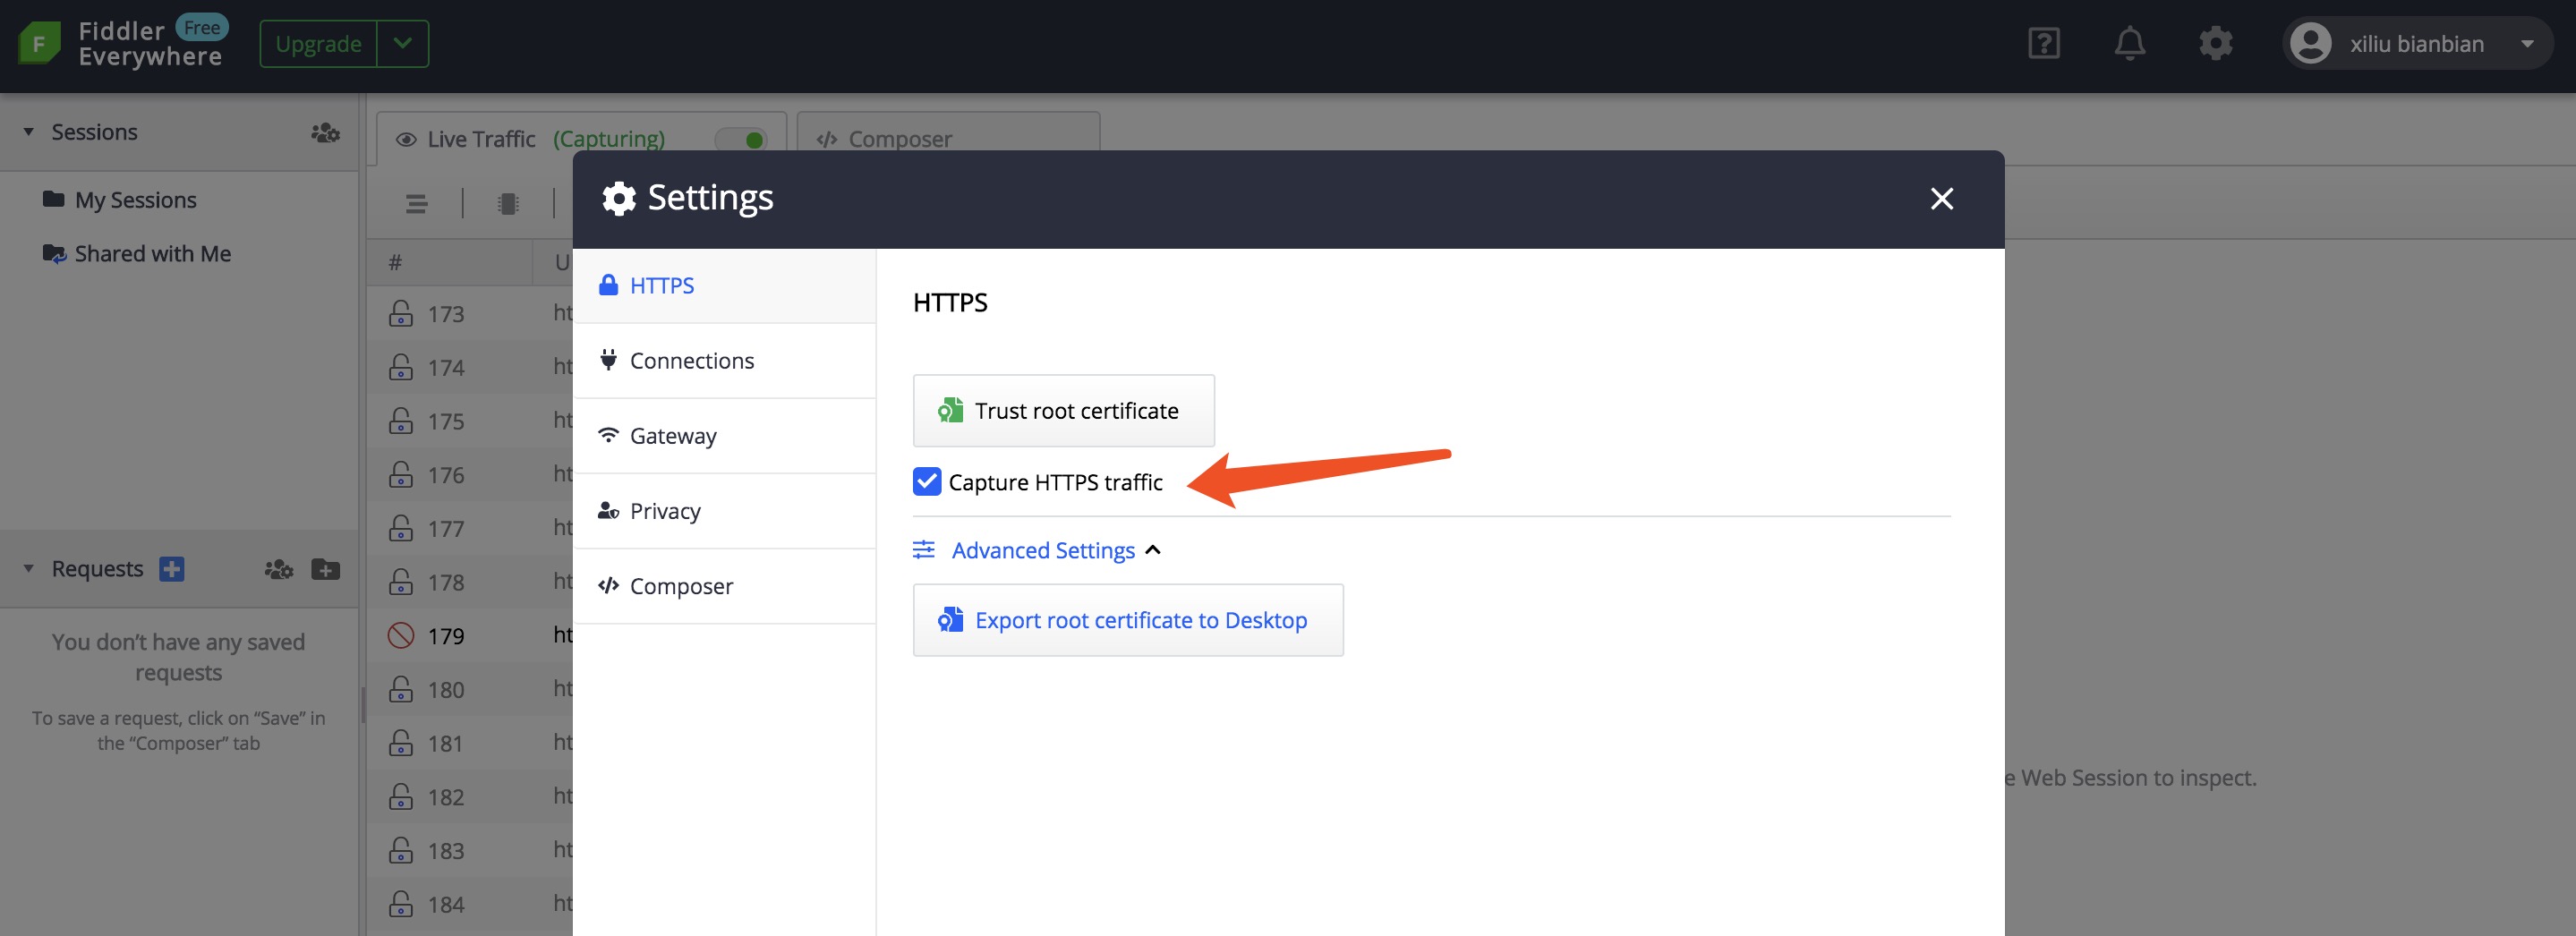 Fiddler Free
Everywhere
Upgrade
xiliu bianbian
Sessions
My Sessions
Shared with Me
Requests
You don’t have any saved
requests
To save a request, click on “Save” in
the “Composer” tab
Live Traffic (Capturing)
Composer
# U
173 ht
174 ht
175 ht
176 ht
177 ht
178 ht
179 ht
180 ht
181 ht
182 ht
183 ht
184 ht
Settings
HTTPS
Connections
Gateway
Privacy
Composer
HTTPS
Trust root certificate
Capture HTTPS traffic
Advanced Settings
Export root certificate to Desktop
e Web Session to inspect.